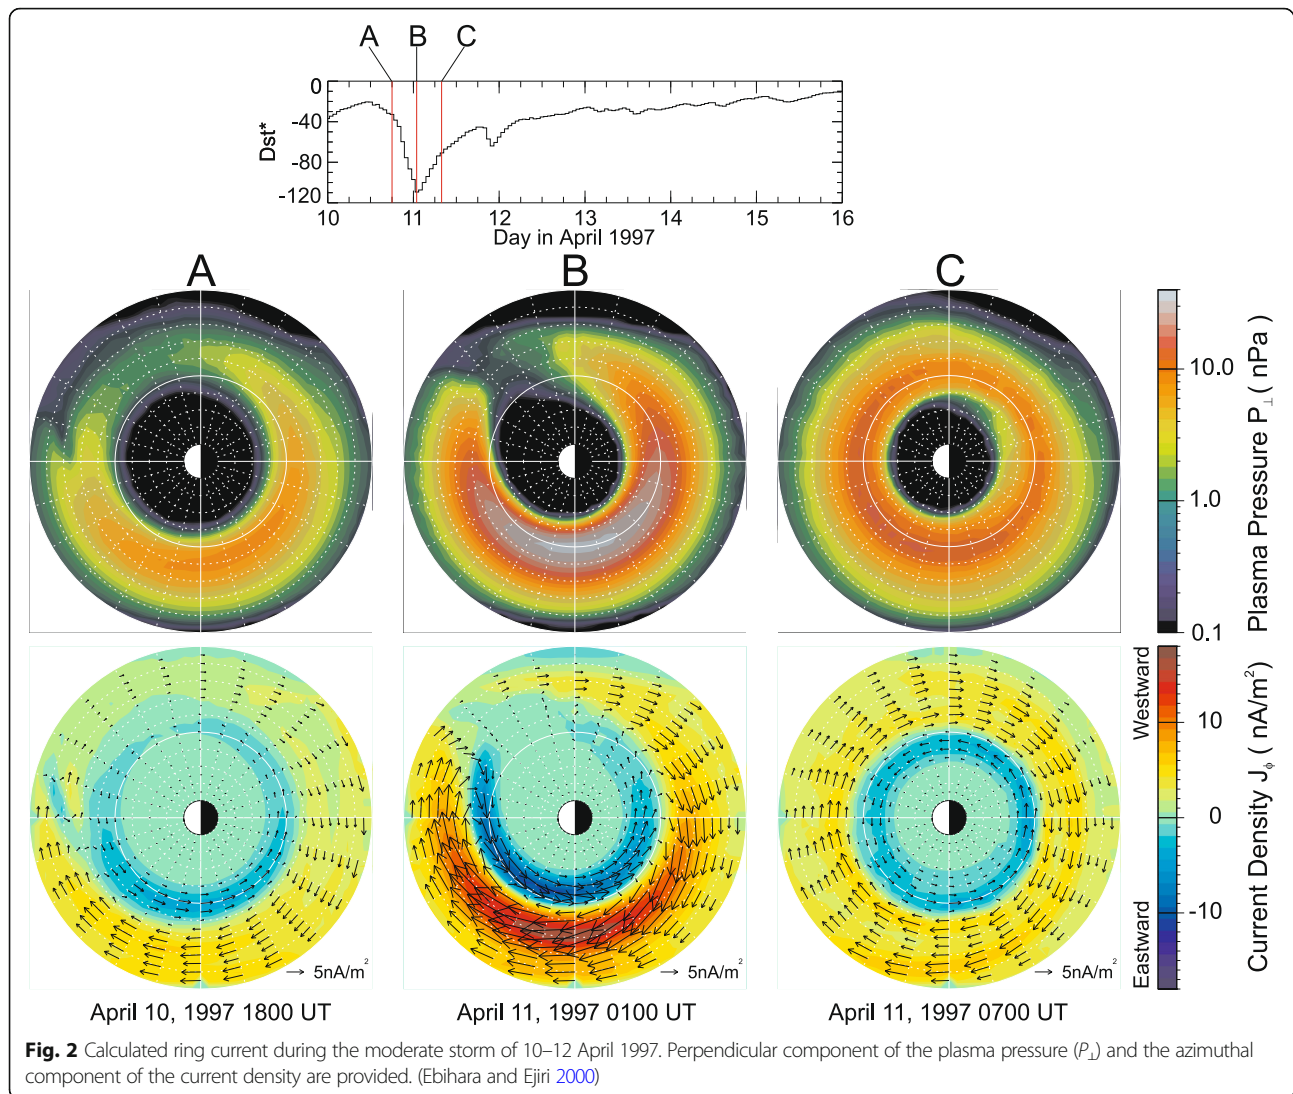 A B C
0
-40
-80
-120
Dst*
10 11 12 13 14 15 16
Day in April 1997
A B C
10.0
1.0
0.1
Plasma Pressure P⊥ ( nPa )
Westward
10
0
-10
Eastward
Current Density Jϕ ( nA/m²)
5nA/m² 5nA/m² 5nA/m²
April 10, 1997 1800 UT April 11, 1997 0100 UT April 11, 1997 0700 UT
Fig. 2 Calculated ring current during the moderate storm of 10–12 April 1997. Perpendicular component of the plasma pressure (P⊥) and the azimuthal
component of the current density are provided. (Ebihara and Ejiri 2000)